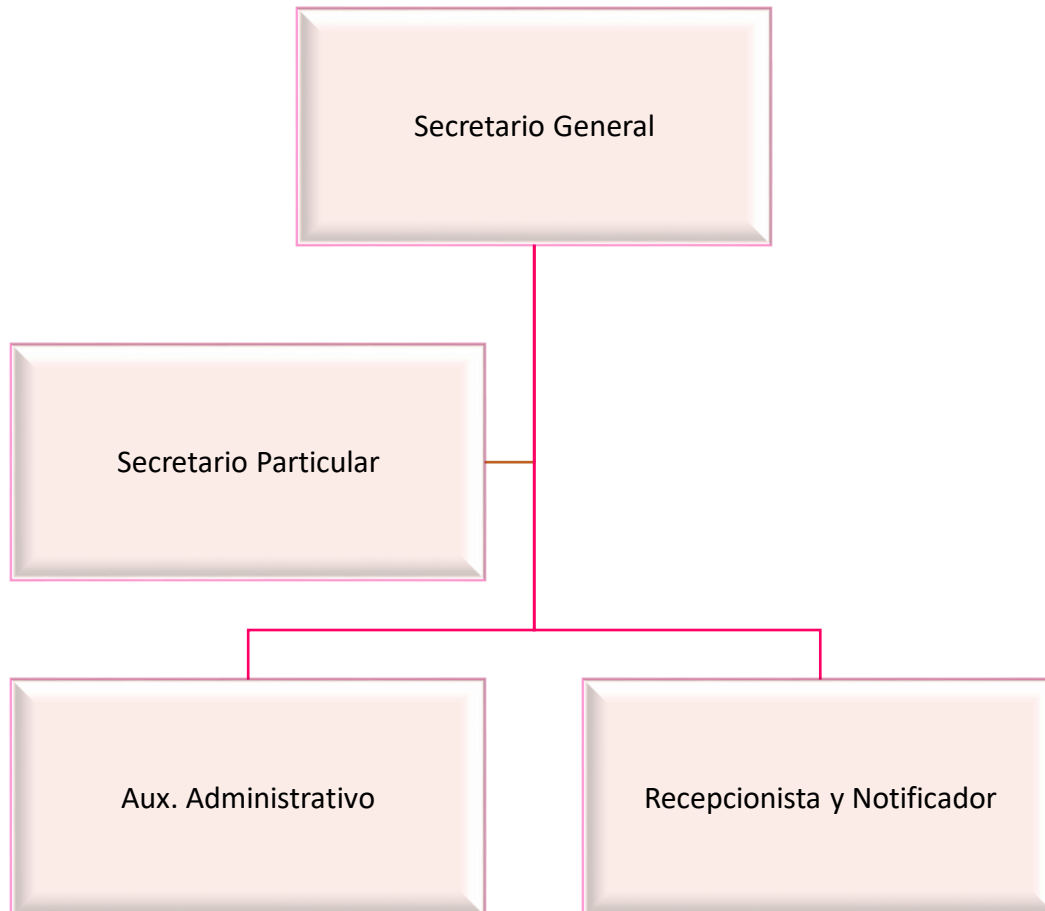 Secretario General
Secretario Particular
Aux. Administrativo
Recepcionista y Notificador